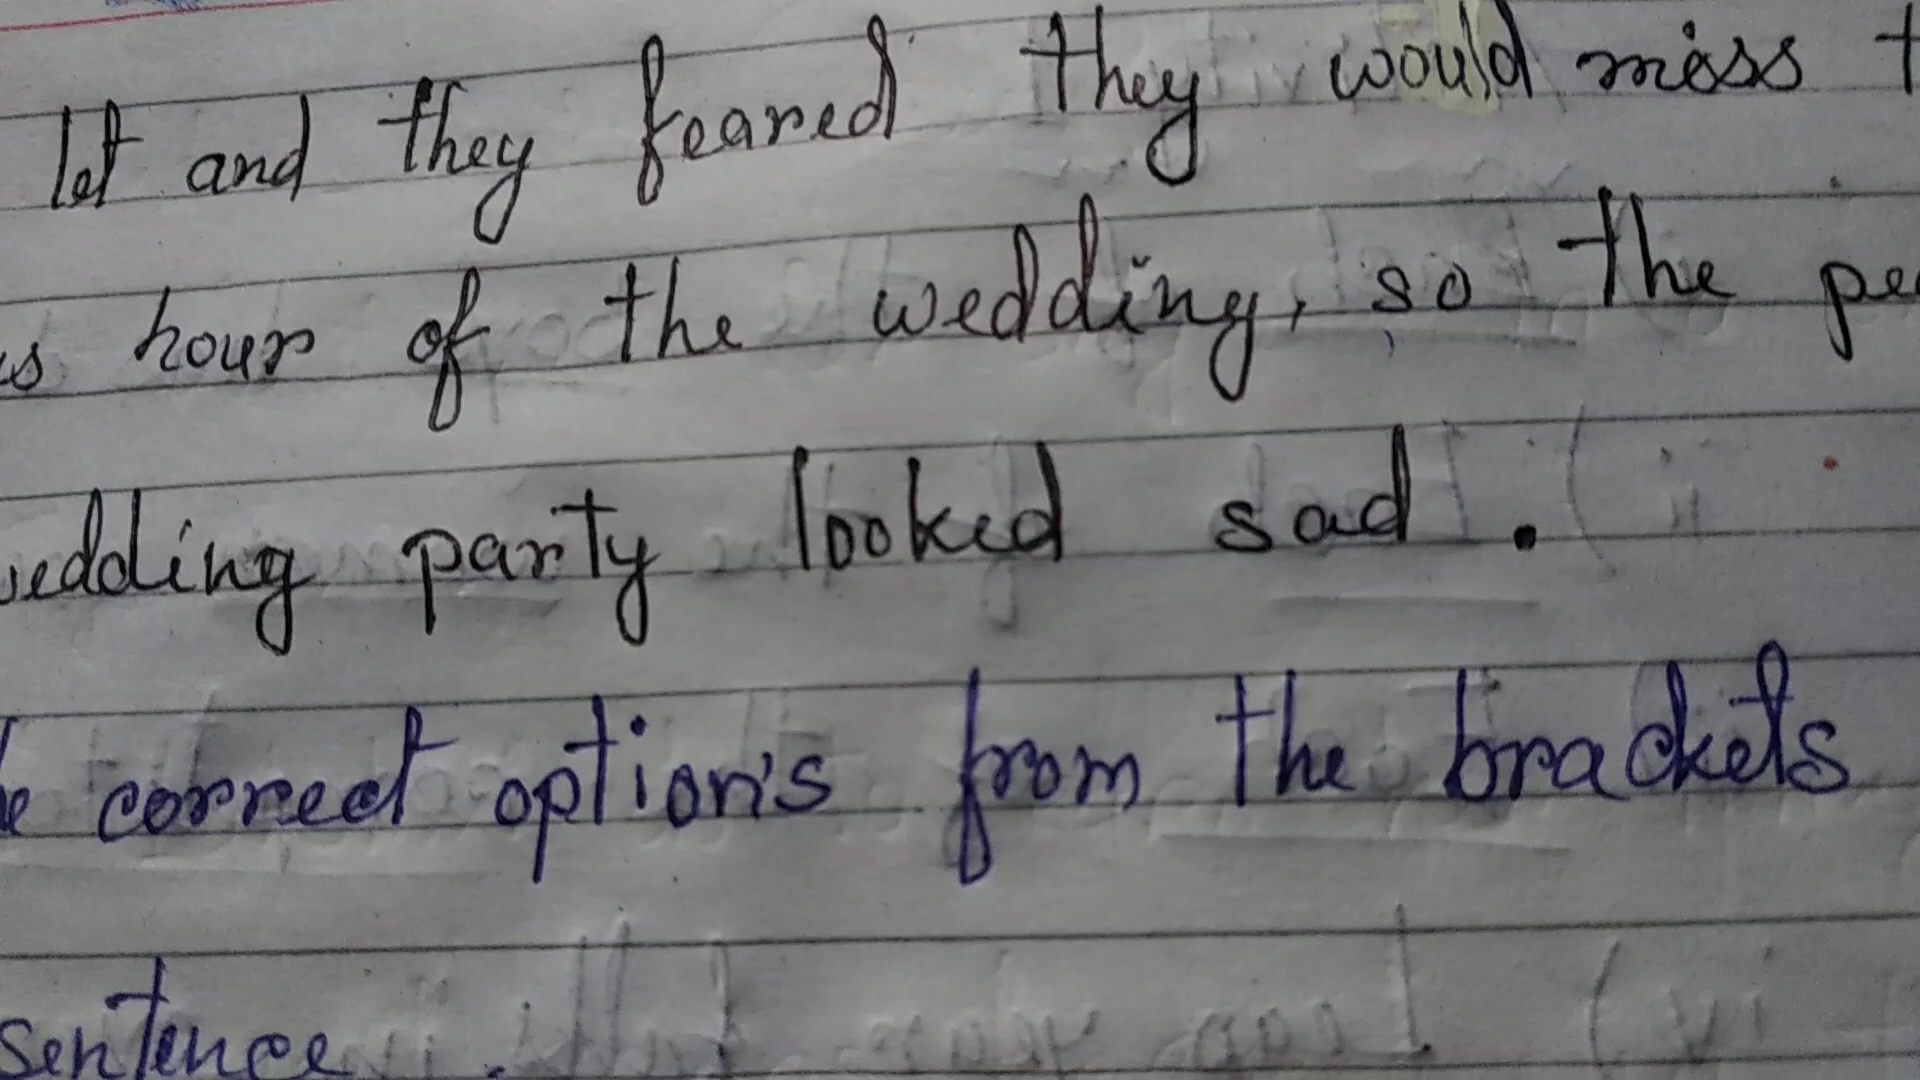 let and they feared they would miss t
s hour of the wedding, so the pe
edding party looked sad.
e correct option's from the brackets
sentence.